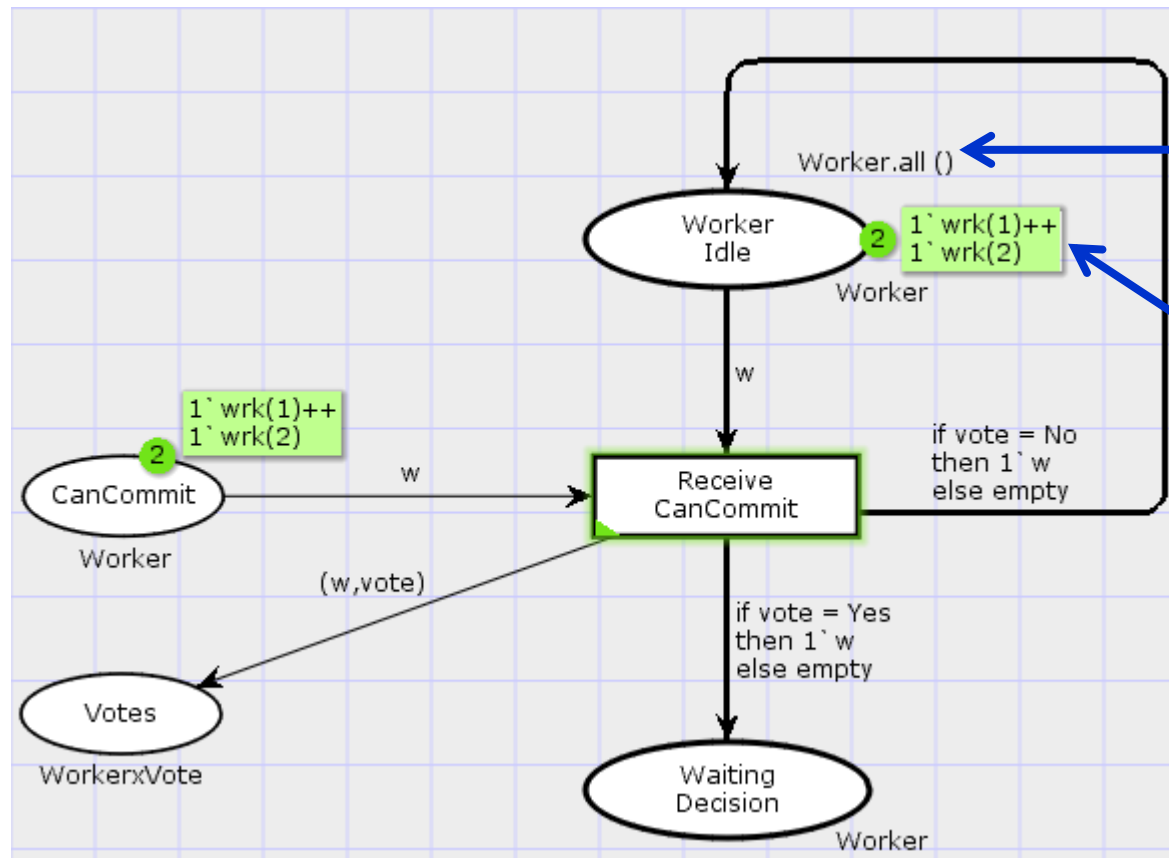 Worker.all ()
Worker
Idle
2
1`wrk(1)++
1`wrk(2)
Worker
w
1`wrk(1)++
1`wrk(2)
2
CanCommit
Worker
w
Receive
CanCommit
if vote = No
then 1`w
else empty
(w,vote)
if vote = Yes
then 1`w
else empty
Votes
WorkerxVote
Waiting
Decision
Worker